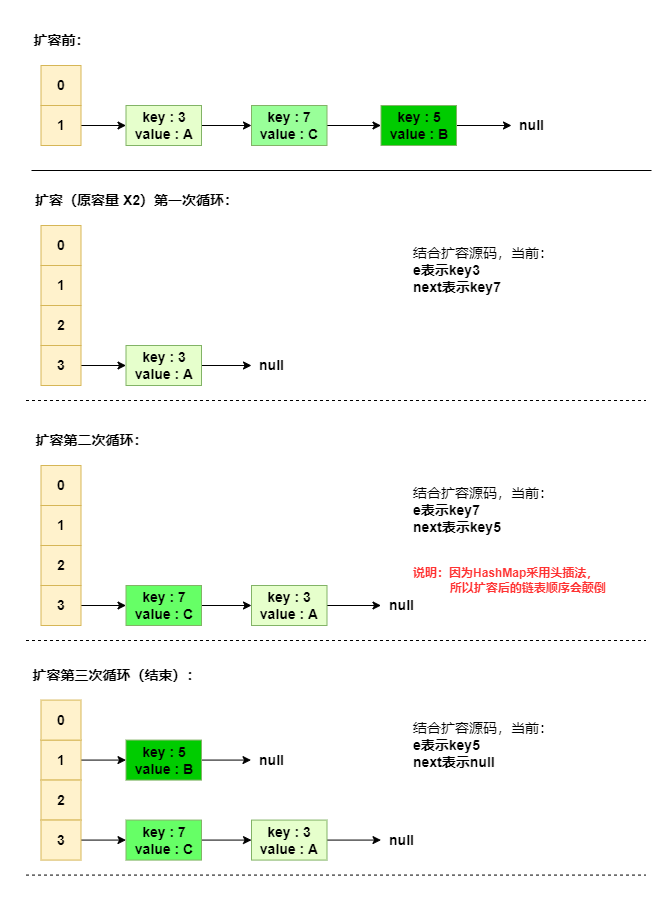 扩容前：
0
1
key : 3
value : A
key : 7
value : C
key : 5
value : B
null
扩容（原容量 X2）第一次循环：
0
1
2
3
key : 3
value : A
null
结合扩容源码，当前：
e表示key3
next表示key7
扩容第二次循环：
0
1
2
3
key : 7
value : C
key : 3
value : A
null
结合扩容源码，当前：
e表示key7
next表示key5
说明：因为HashMap采用头插法，
所以扩容后的链表顺序会颠倒
扩容第三次循环（结束）：
0
1
2
3
key : 5
value : B
null
key : 7
value : C
key : 3
value : A
null
结合扩容源码，当前：
e表示key5
next表示null